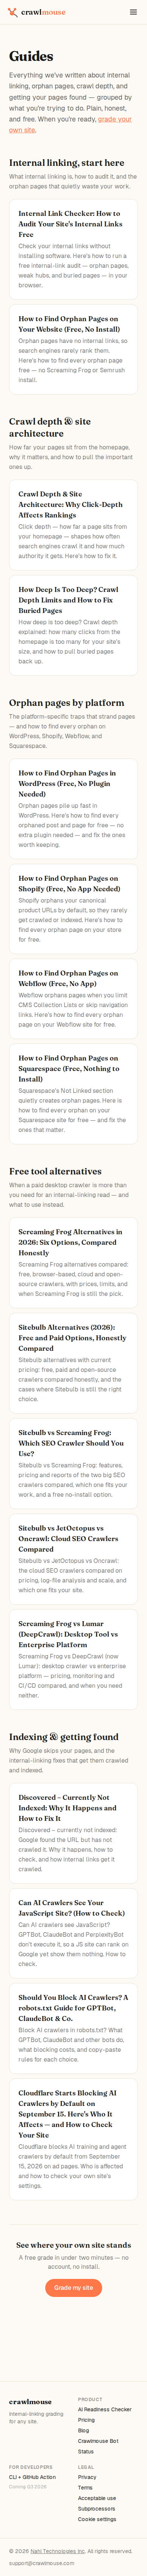 crawlmouse
Guides
Everything we've written about internal
linking, orphan pages, crawl depth, and
getting your pages found — grouped by
what you're trying to do. Plain, honest,
and free. When you're ready, grade your
own site.
Internal linking, start here
What internal linking is, how to audit it, and the
orphan pages that quietly waste your work.
Internal Link Checker: How to
Audit Your Site's Internal Links
Free
Check your internal links without
installing software. Here's how to run a
free internal-link audit — orphan pages,
weak hubs, and buried pages — in your
browser.
How to Find Orphan Pages on
Your Website (Free, No Install)
Orphan pages have no internal links, so
search engines rarely rank them.
Here's how to find every orphan page
free — no Screaming Frog or Semrush
install.
Crawl depth & site
architecture
How far your pages sit from the homepage,
why it matters, and how to pull the important
ones up.
Crawl Depth & Site
Architecture: Why Click-Depth
Affects Rankings
Click depth — how far a page sits from
your homepage — shapes how often
search engines crawl it and how much
authority it gets. Here's how to fix it.
How Deep Is Too Deep? Crawl
Depth Limits and How to Fix
Buried Pages
How deep is too deep? Crawl depth
explained: how many clicks from the
homepage is too many for your site's
size, and how to pull buried pages
back up.
Orphan pages by platform
The platform-specific traps that strand pages
— and how to find every orphan on
WordPress, Shopify, Webflow, and
Squarespace.
How to Find Orphan Pages in
WordPress (Free, No Plugin
Needed)
Orphan pages pile up fast in
WordPress. Here's how to find every
orphaned post and page for free — no
extra plugin needed — and fix the ones
worth keeping.
How to Find Orphan Pages on
Shopify (Free, No App Needed)
Shopify orphans your canonical
product URLs by default, so they rarely
get crawled or indexed. Here's how to
find every orphan page on your store
for free.
How to Find Orphan Pages on
Webflow (Free, No App)
Webflow orphans pages when you limit
CMS Collection Lists or skip navigation
links. Here's how to find every orphan
page on your Webflow site for free.
How to Find Orphan Pages on
Squarespace (Free, Nothing to
Install)
Squarespace's Not Linked section
quietly creates orphan pages. Here is
how to find every orphan on your
Squarespace site for free — and fix the
ones that matter.
Free tool alternatives
When a paid desktop crawler is more than
you need for an internal-linking read — and
what to use instead.
Screaming Frog Alternatives in
2026: Six Options, Compared
Honestly
Screaming Frog alternatives compared:
free, browser-based, cloud and open-
source crawlers, with prices, limits, and
when Screaming Frog is still the pick.
Sitebulb Alternatives (2026):
Free and Paid Options, Honestly
Compared
Sitebulb alternatives with current
pricing: free, paid and open-source
crawlers compared honestly, and the
cases where Sitebulb is still the right
choice.
Sitebulb vs Screaming Frog:
Which SEO Crawler Should You
Use?
Sitebulb vs Screaming Frog: features,
pricing and reports of the two big SEO
crawlers compared, which one fits your
work, and a free no-install option.
Sitebulb vs JetOctopus vs
Oncrawl: Cloud SEO Crawlers
Compared
Sitebulb vs JetOctopus vs Oncrawl:
the cloud SEO crawlers compared on
pricing, log-file analysis and scale, and
which one fits your site.
Screaming Frog vs Lumar
(DeepCrawl): Desktop Tool vs
Enterprise Platform
Screaming Frog vs DeepCrawl (now
Lumar): desktop crawler vs enterprise
platform — pricing, monitoring and
CI/CD compared, and when you need
neither.
Indexing & getting found
Why Google skips your pages, and the
internal-linking fixes that get them crawled
and indexed.
Discovered – Currently Not
Indexed: Why It Happens and
How to Fix It
Discovered – currently not indexed:
Google found the URL but has not
crawled it. Why it happens, how to
check, and how internal links get it
crawled.
Can AI Crawlers See Your
JavaScript Site? (How to Check)
Can AI crawlers see JavaScript?
GPTBot, ClaudeBot and PerplexityBot
don't execute it, so a JS site can rank on
Google yet show them nothing. How to
check.
Should You Block AI Crawlers? A
robots.txt Guide for GPTBot,
ClaudeBot & Co.
Block AI crawlers in robots.txt? What
GPTBot, ClaudeBot and other bots do,
what blocking costs, and copy-paste
rules for each choice.
Cloudflare Starts Blocking AI
Crawlers by Default on
September 15. Here's Who It
Affects — and How to Check
Your Site
Cloudflare blocks AI training and agent
crawlers by default from September
15, 2026 on ad pages. Who is affected
and how to check your own site's
settings.
See where your own site stands
A free grade in under two minutes — no
account, no install.
Grade my site
crawlmouse
Internal-linking grading
for any site.
PRODUCT
AI Readiness Checker
Pricing
Blog
Crawlmouse Bot
Status
FOR DEVELOPERS
CLI + GitHub Action
Coming Q3 2026
LEGAL
Privacy
Terms
Acceptable use
Subprocessors
Cookie settings
© 2026 Nahl Technologies Inc. All rights reserved.
support@crawlmouse.com